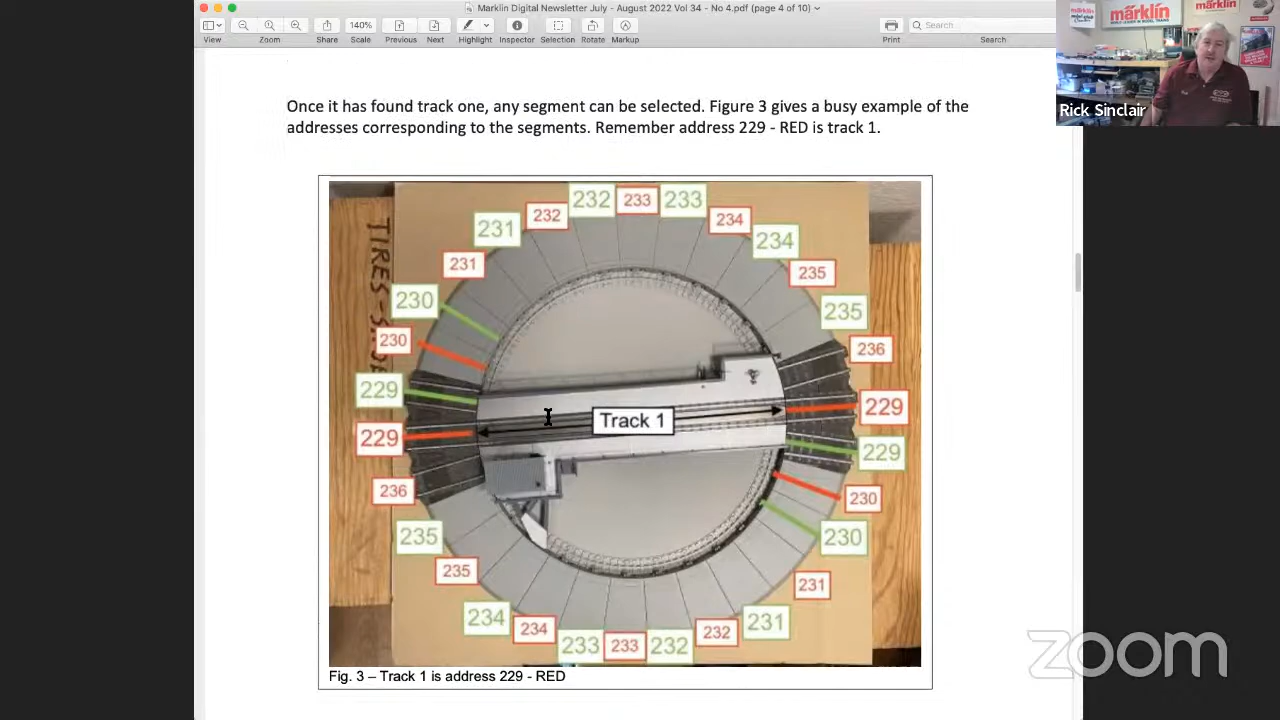 Marklin Digital Newsletter July - August 2022 Vol 34 - No 4.pdf (page 4 of 10)
140%
Search
View
Zoom
Share
Scale
Previous
Next
Highlight
Inspector
Selection
Rotate
Markup
Print
Search
märklin
märklin
Rick Sinclair
Once it has found track one, any segment can be selected. Figure 3 gives a busy example of the
addresses corresponding to the segments. Remember address 229 - RED is track 1.
TIRES
232
233
233
232
234
231
234
231
235
230
235
230
236
229
229
Track 1
229
229
236
230
235
230
235
231
234
231
234
232
233
233
232
Fig. 3 – Track 1 is address 229 - RED
zoom